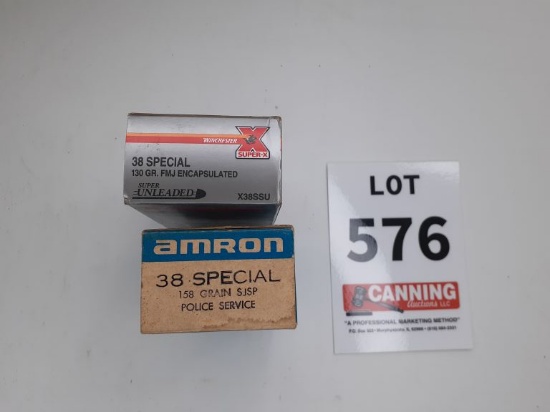 WINCHESTER
X
SUPER-X
38 SPECIAL
130 GR. FMJ ENCAPSULATED
SUPER
UNLEADED
X38SSU
amron
38 SPECIAL
158 GRAIN SJSP
POLICE SERVICE
LOT
576
CANNING
Auctions LLC
"A PROFESSIONAL MARKETING METHOD"